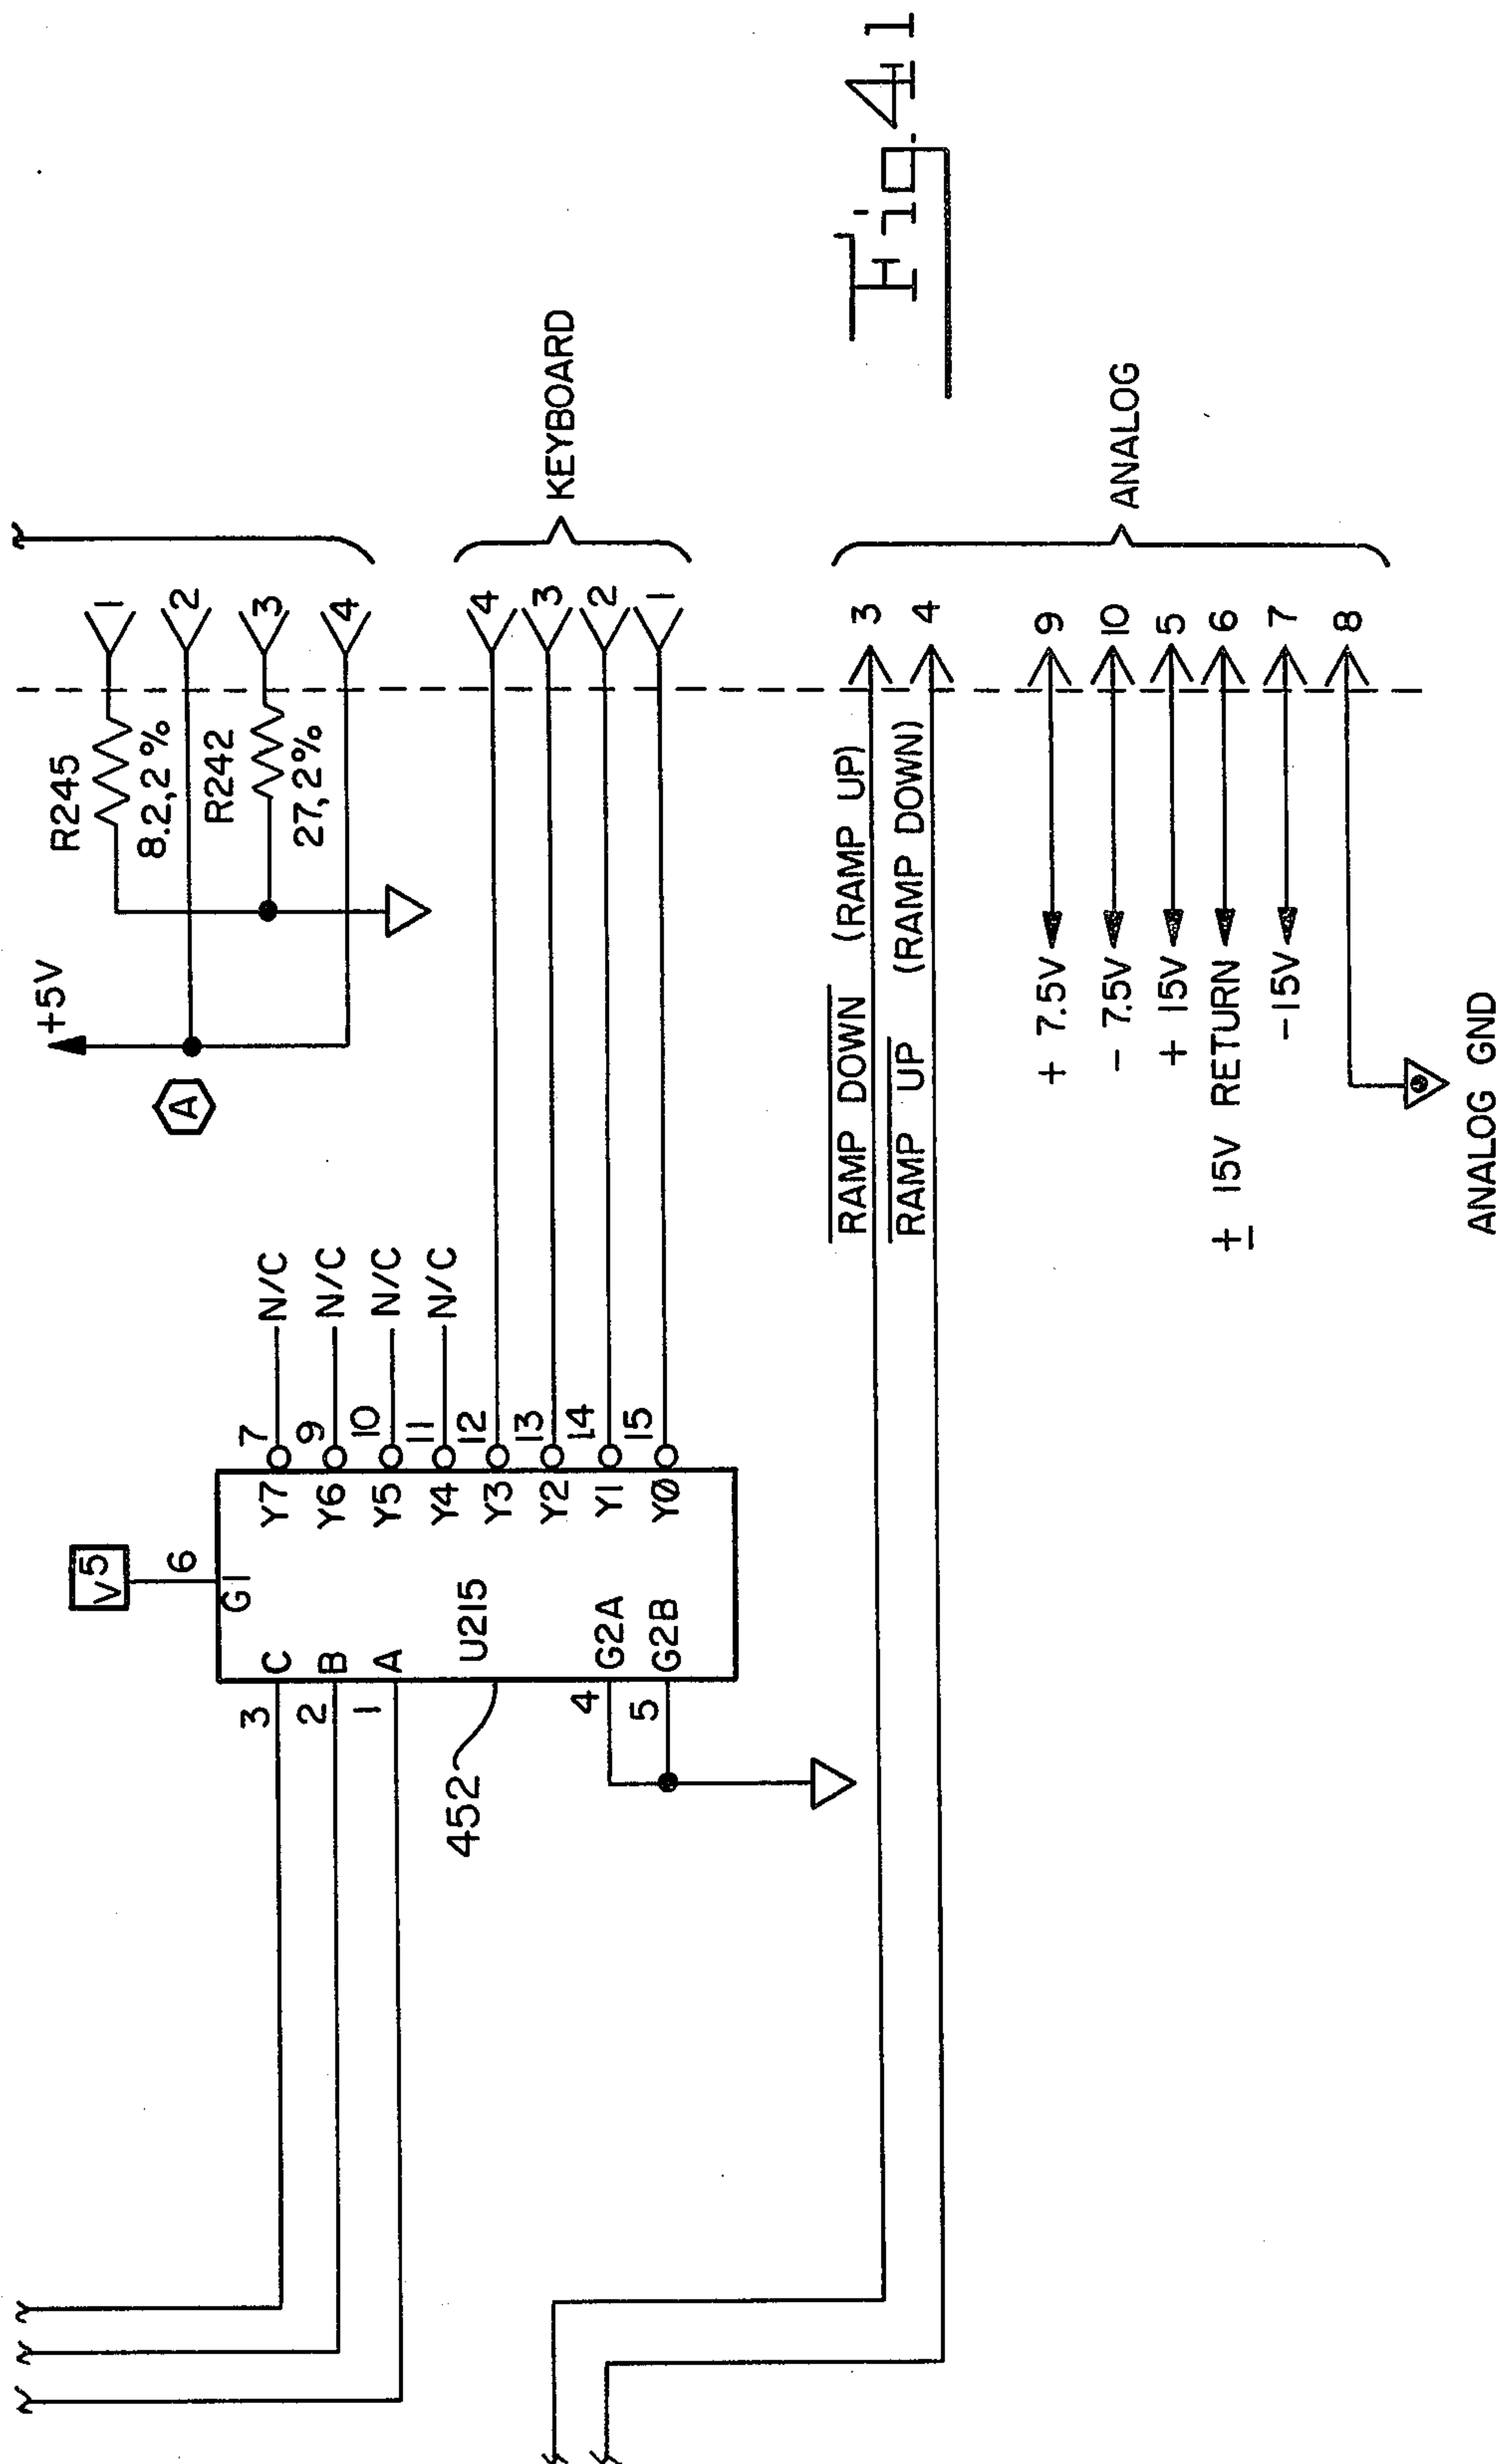 +5V
A
R245
8.2,2%
R242
27,2%
1
2
3
4
V5
6
G1
3 C
2 B
1 A
U215
452
4 G2A
5 G2B
Y7 7 N/C
Y6 9 N/C
Y5 10 N/C
Y4 11 N/C
Y3 12
Y2 13
Y1 14
YØ 15
4
3
2
1
KEYBOARD
RAMP DOWN (RAMP UP) 3
RAMP UP (RAMP DOWN) 4
+ 7.5V 9
- 7.5V 10
+ 15V 5
± 15V RETURN 6
-15V 7
8
ANALOG GND
ANALOG
Fig.41